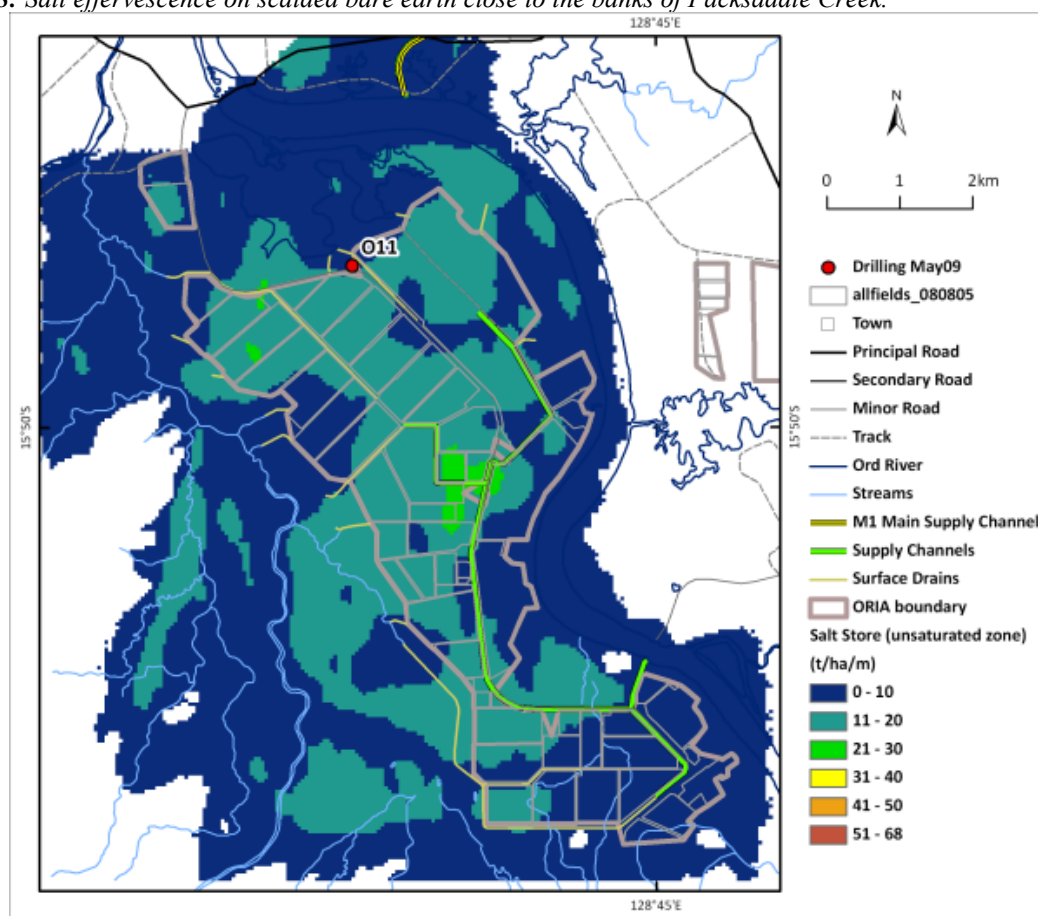 Salt effervescence on scalded bare earth close to the banks of Packsaddle Creek.
128°45'E
N
0 1 2km
O11
Drilling May09
allfields_080805
Town
Principal Road
Secondary Road
Minor Road
Track
15°50'S
15°50'S
Ord River
Streams
M1 Main Supply Channel
Supply Channels
Surface Drains
ORIA boundary
Salt Store (unsaturated zone)
(t/ha/m)
0 - 10
11 - 20
21 - 30
31 - 40
41 - 50
51 - 68
128°45'E